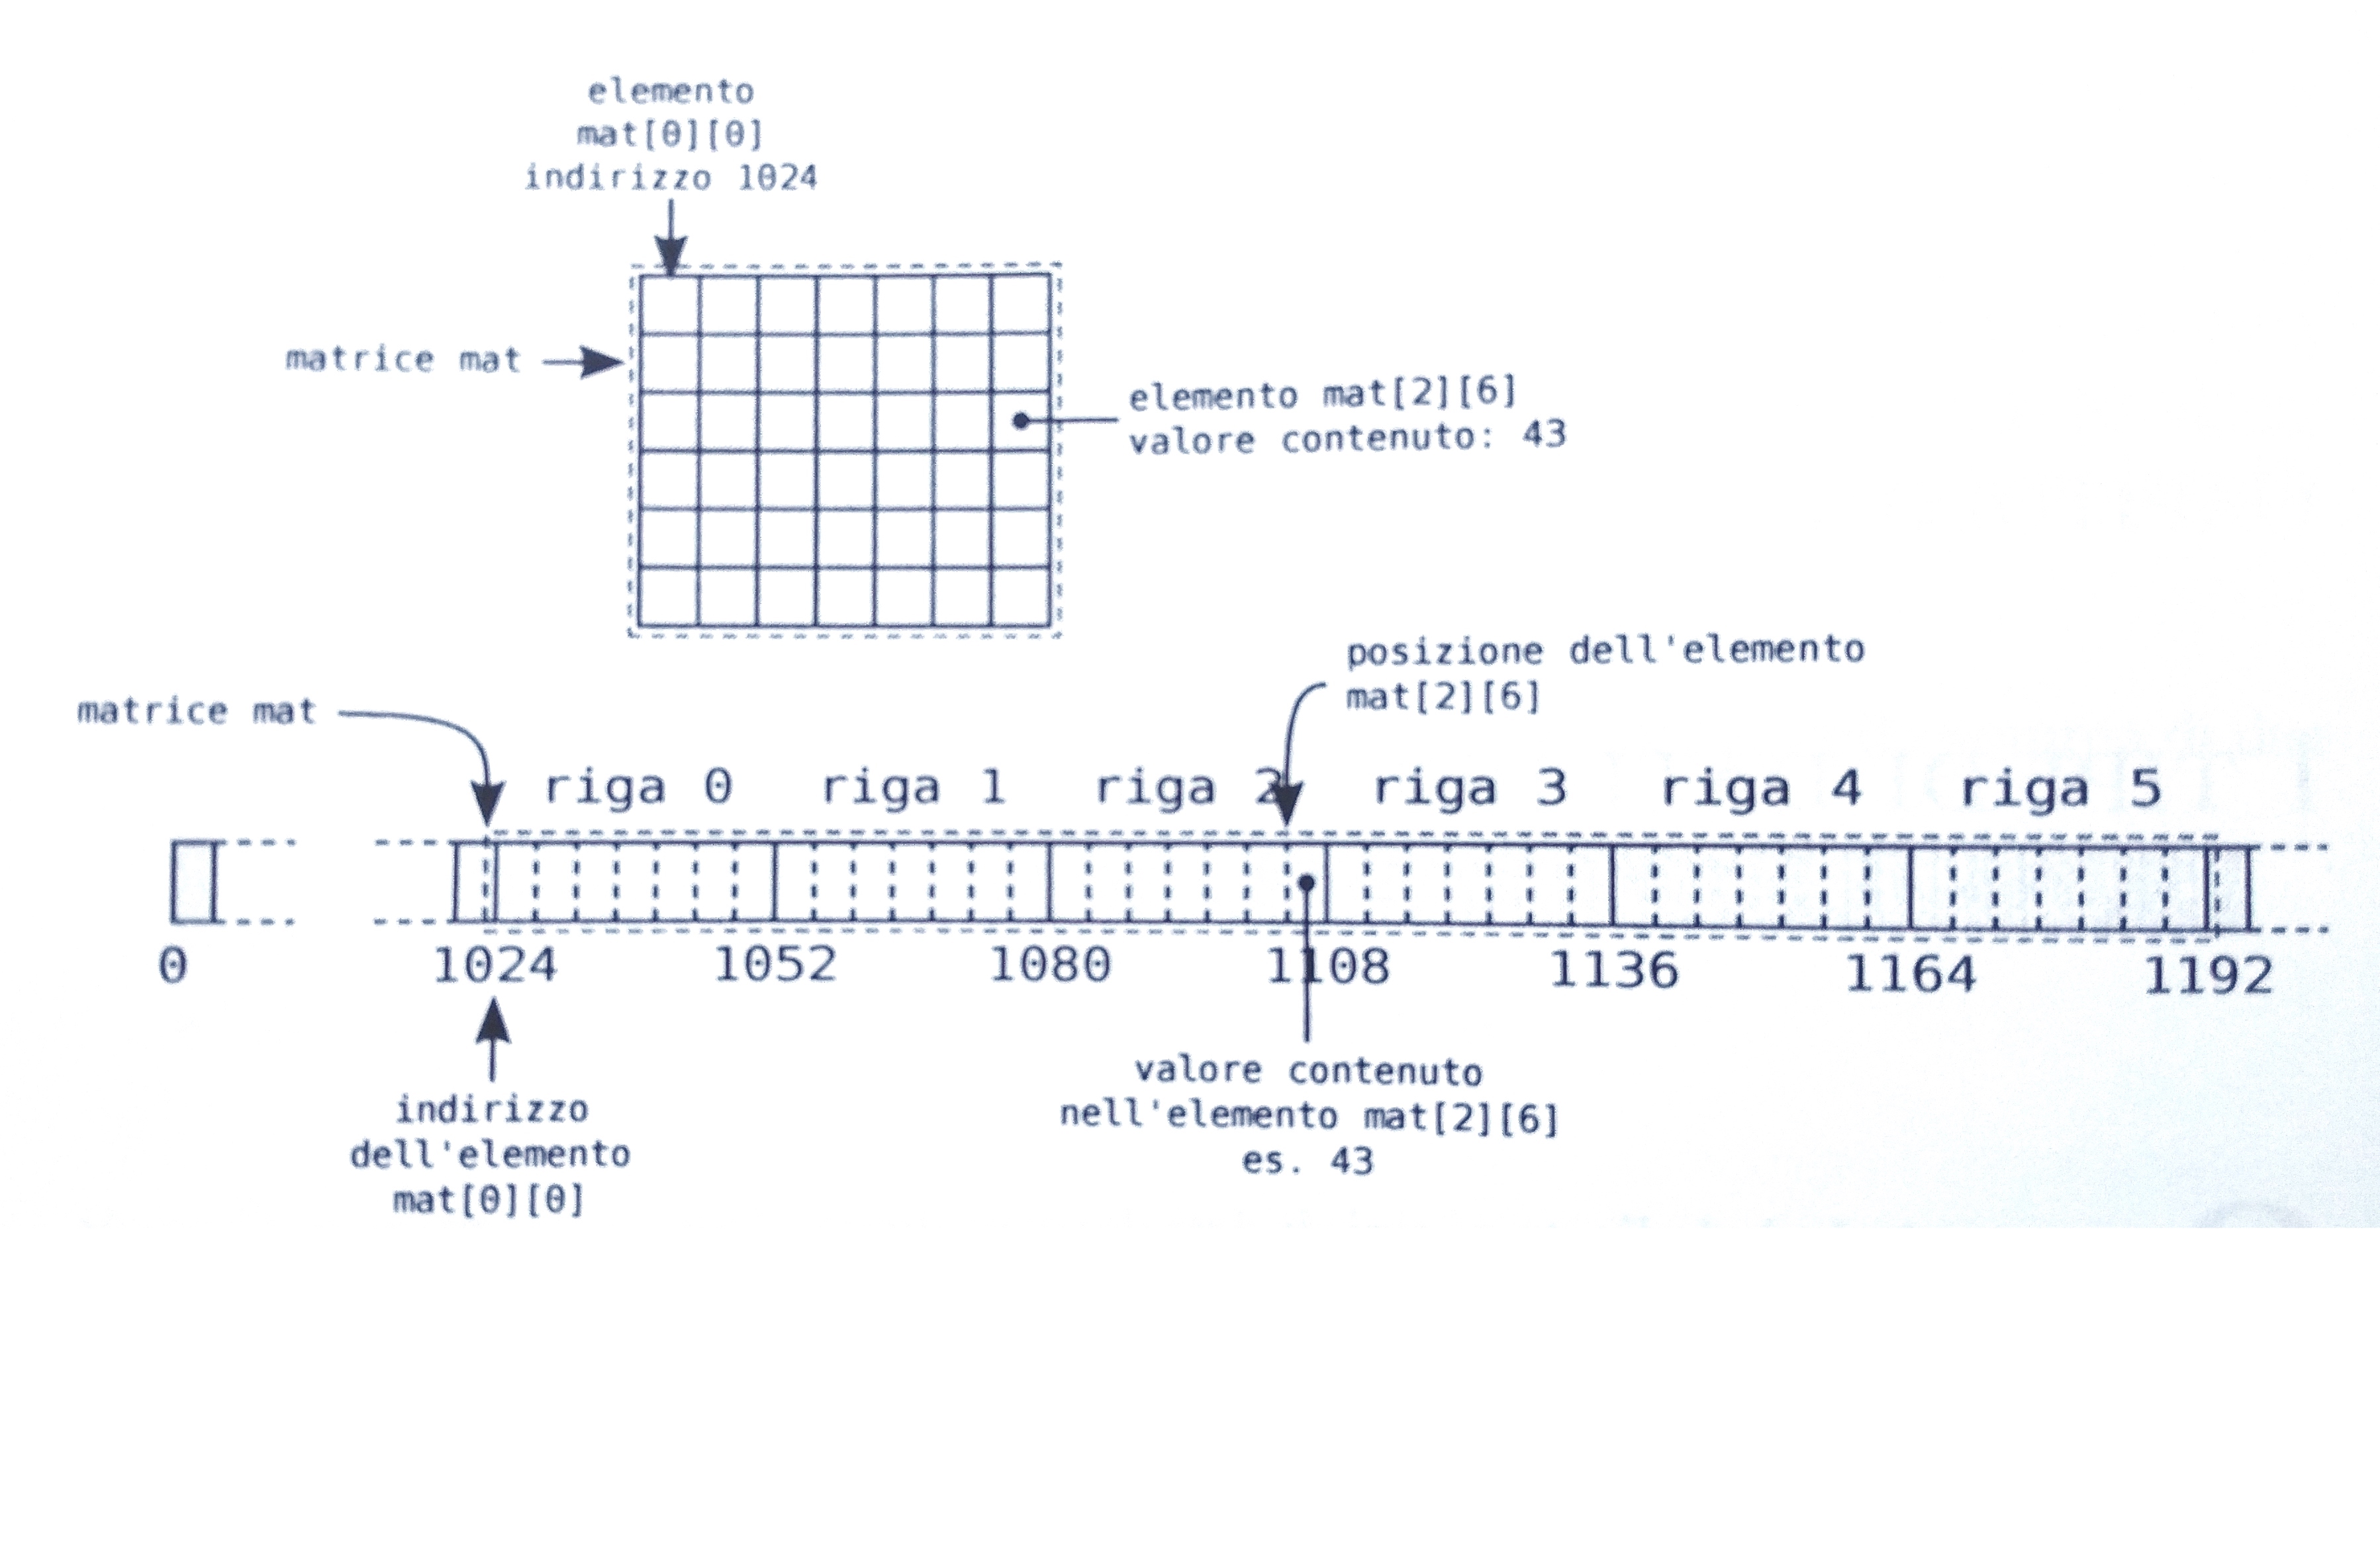 elemento
mat[0][0]
indirizzo 1024
matrice mat
elemento mat[2][6]
valore contenuto: 43
posizione dell'elemento
mat[2][6]
matrice mat
riga 0 riga 1 riga 2 riga 3 riga 4 riga 5
0 1024 1052 1080 1108 1136 1164 1192
indirizzo
dell'elemento
mat[0][0]
valore contenuto
nell'elemento mat[2][6]
es. 43